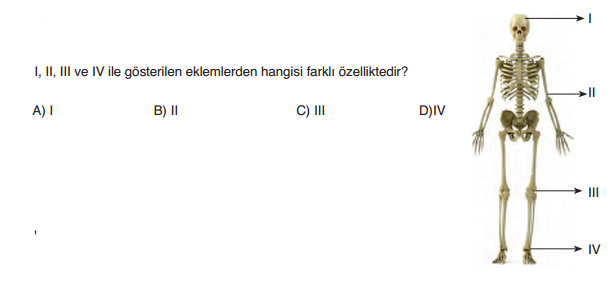 I, II, III ve IV ile gösterilen eklemlerden hangisi farklı özelliktedir?
A) I B) II C) III D)IV
I
II
III
IV